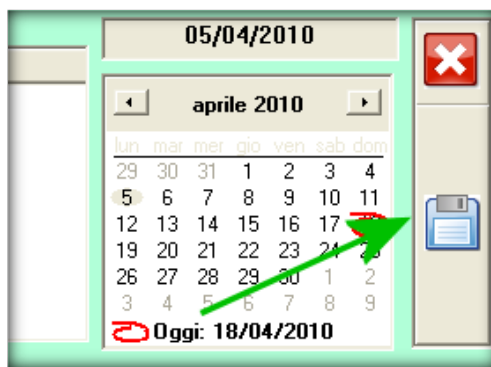 05/04/2010
aprile 2010
lun mar mer gio ven sab dom
29 30 31 1 2 3 4
5 6 7 8 9 10 11
12 13 14 15 16 17
19 20 21 22 23 24 25
26 27 28 29 30 1 2
3 4 5 6 7 8 9
Oggi: 18/04/2010